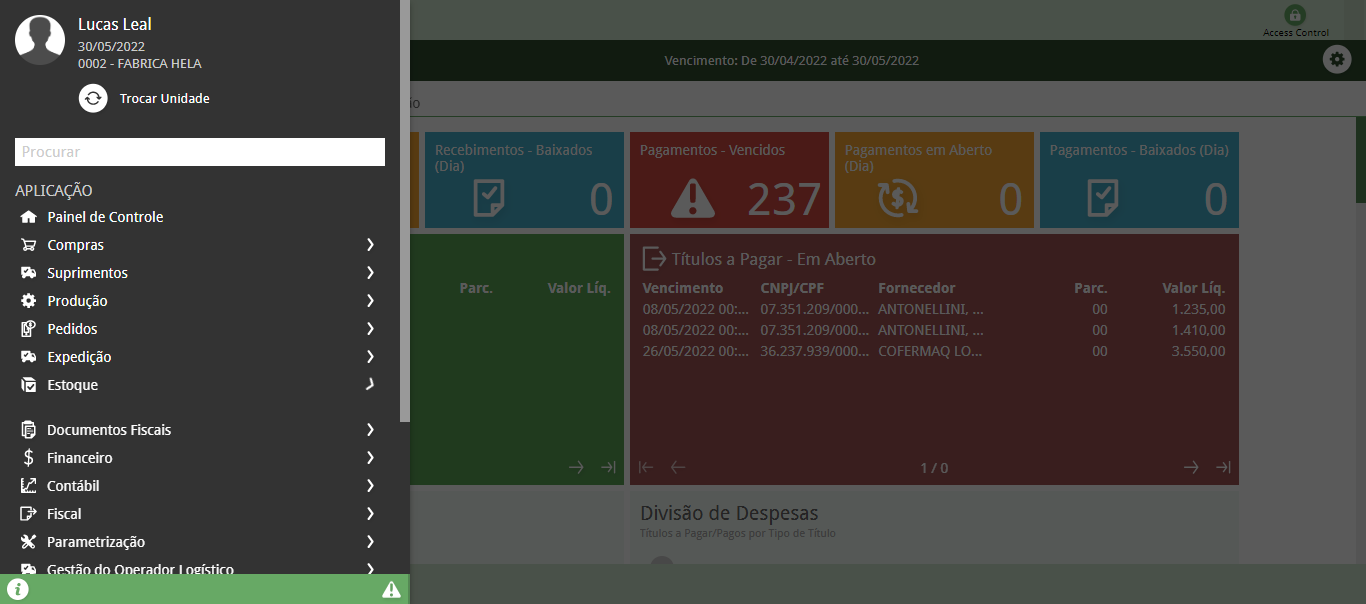 Lucas Leal
30/05/2022
0002 - FABRICA HELA
Trocar Unidade
Procurar
APLICAÇÃO
Painel de Controle
Compras
Suprimentos
Produção
Pedidos
Expedição
Estoque
Documentos Fiscais
Financeiro
Contábil
Fiscal
Parametrização
Gestão do Operador Logístico
Access Control
Vencimento: De 30/04/2022 até 30/05/2022
io
Recebimentos - Baixados
(Dia)
0
Pagamentos - Vencidos
237
Pagamentos em Aberto
(Dia)
0
Pagamentos - Baixados (Dia)
0
Parc. Valor Líq.
Títulos a Pagar - Em Aberto
Vencimento CNPJ/CPF Fornecedor Parc. Valor Líq.
08/05/2022 00:... 07.351.209/000... ANTONELLINI, ... 00 1.235,00
08/05/2022 00:... 07.351.209/000... ANTONELLINI, ... 00 1.410,00
26/05/2022 00:... 36.237.939/000... COFERMAQ LO... 00 3.550,00
1 / 0
Divisão de Despesas
Títulos a Pagar/Pagos por Tipo de Título